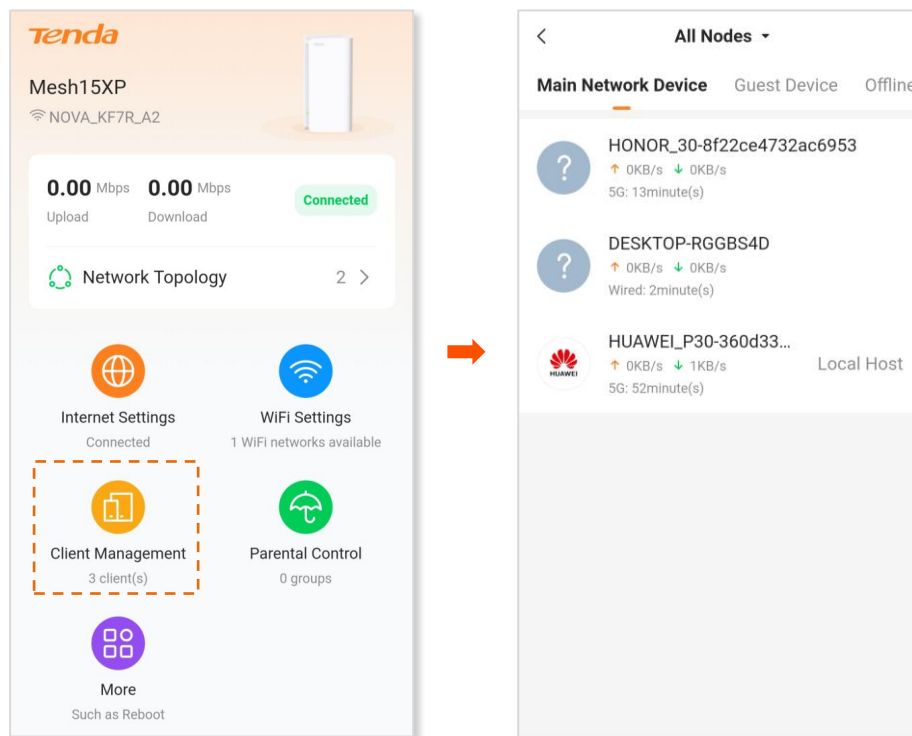 Tenda
Mesh15XP
NOVA_KF7R_A2
0.00 Mbps 0.00 Mbps
Upload Download
Connected
Network Topology 2 >
Internet Settings
Connected
WiFi Settings
1 WiFi networks available
Client Management
3 client(s)
Parental Control
0 groups
More
Such as Reboot
All Nodes
Main Network Device Guest Device Offline
?
HONOR_30-8f22ce4732ac6953
↑ 0KB/s ↓ 0KB/s
5G: 13minute(s)
?
DESKTOP-RGGBS4D
↑ 0KB/s ↓ 0KB/s
Wired: 2minute(s)
HUAWEI
HUAWEI_P30-360d33...
↑ 0KB/s ↓ 1KB/s
5G: 52minute(s)
Local Host